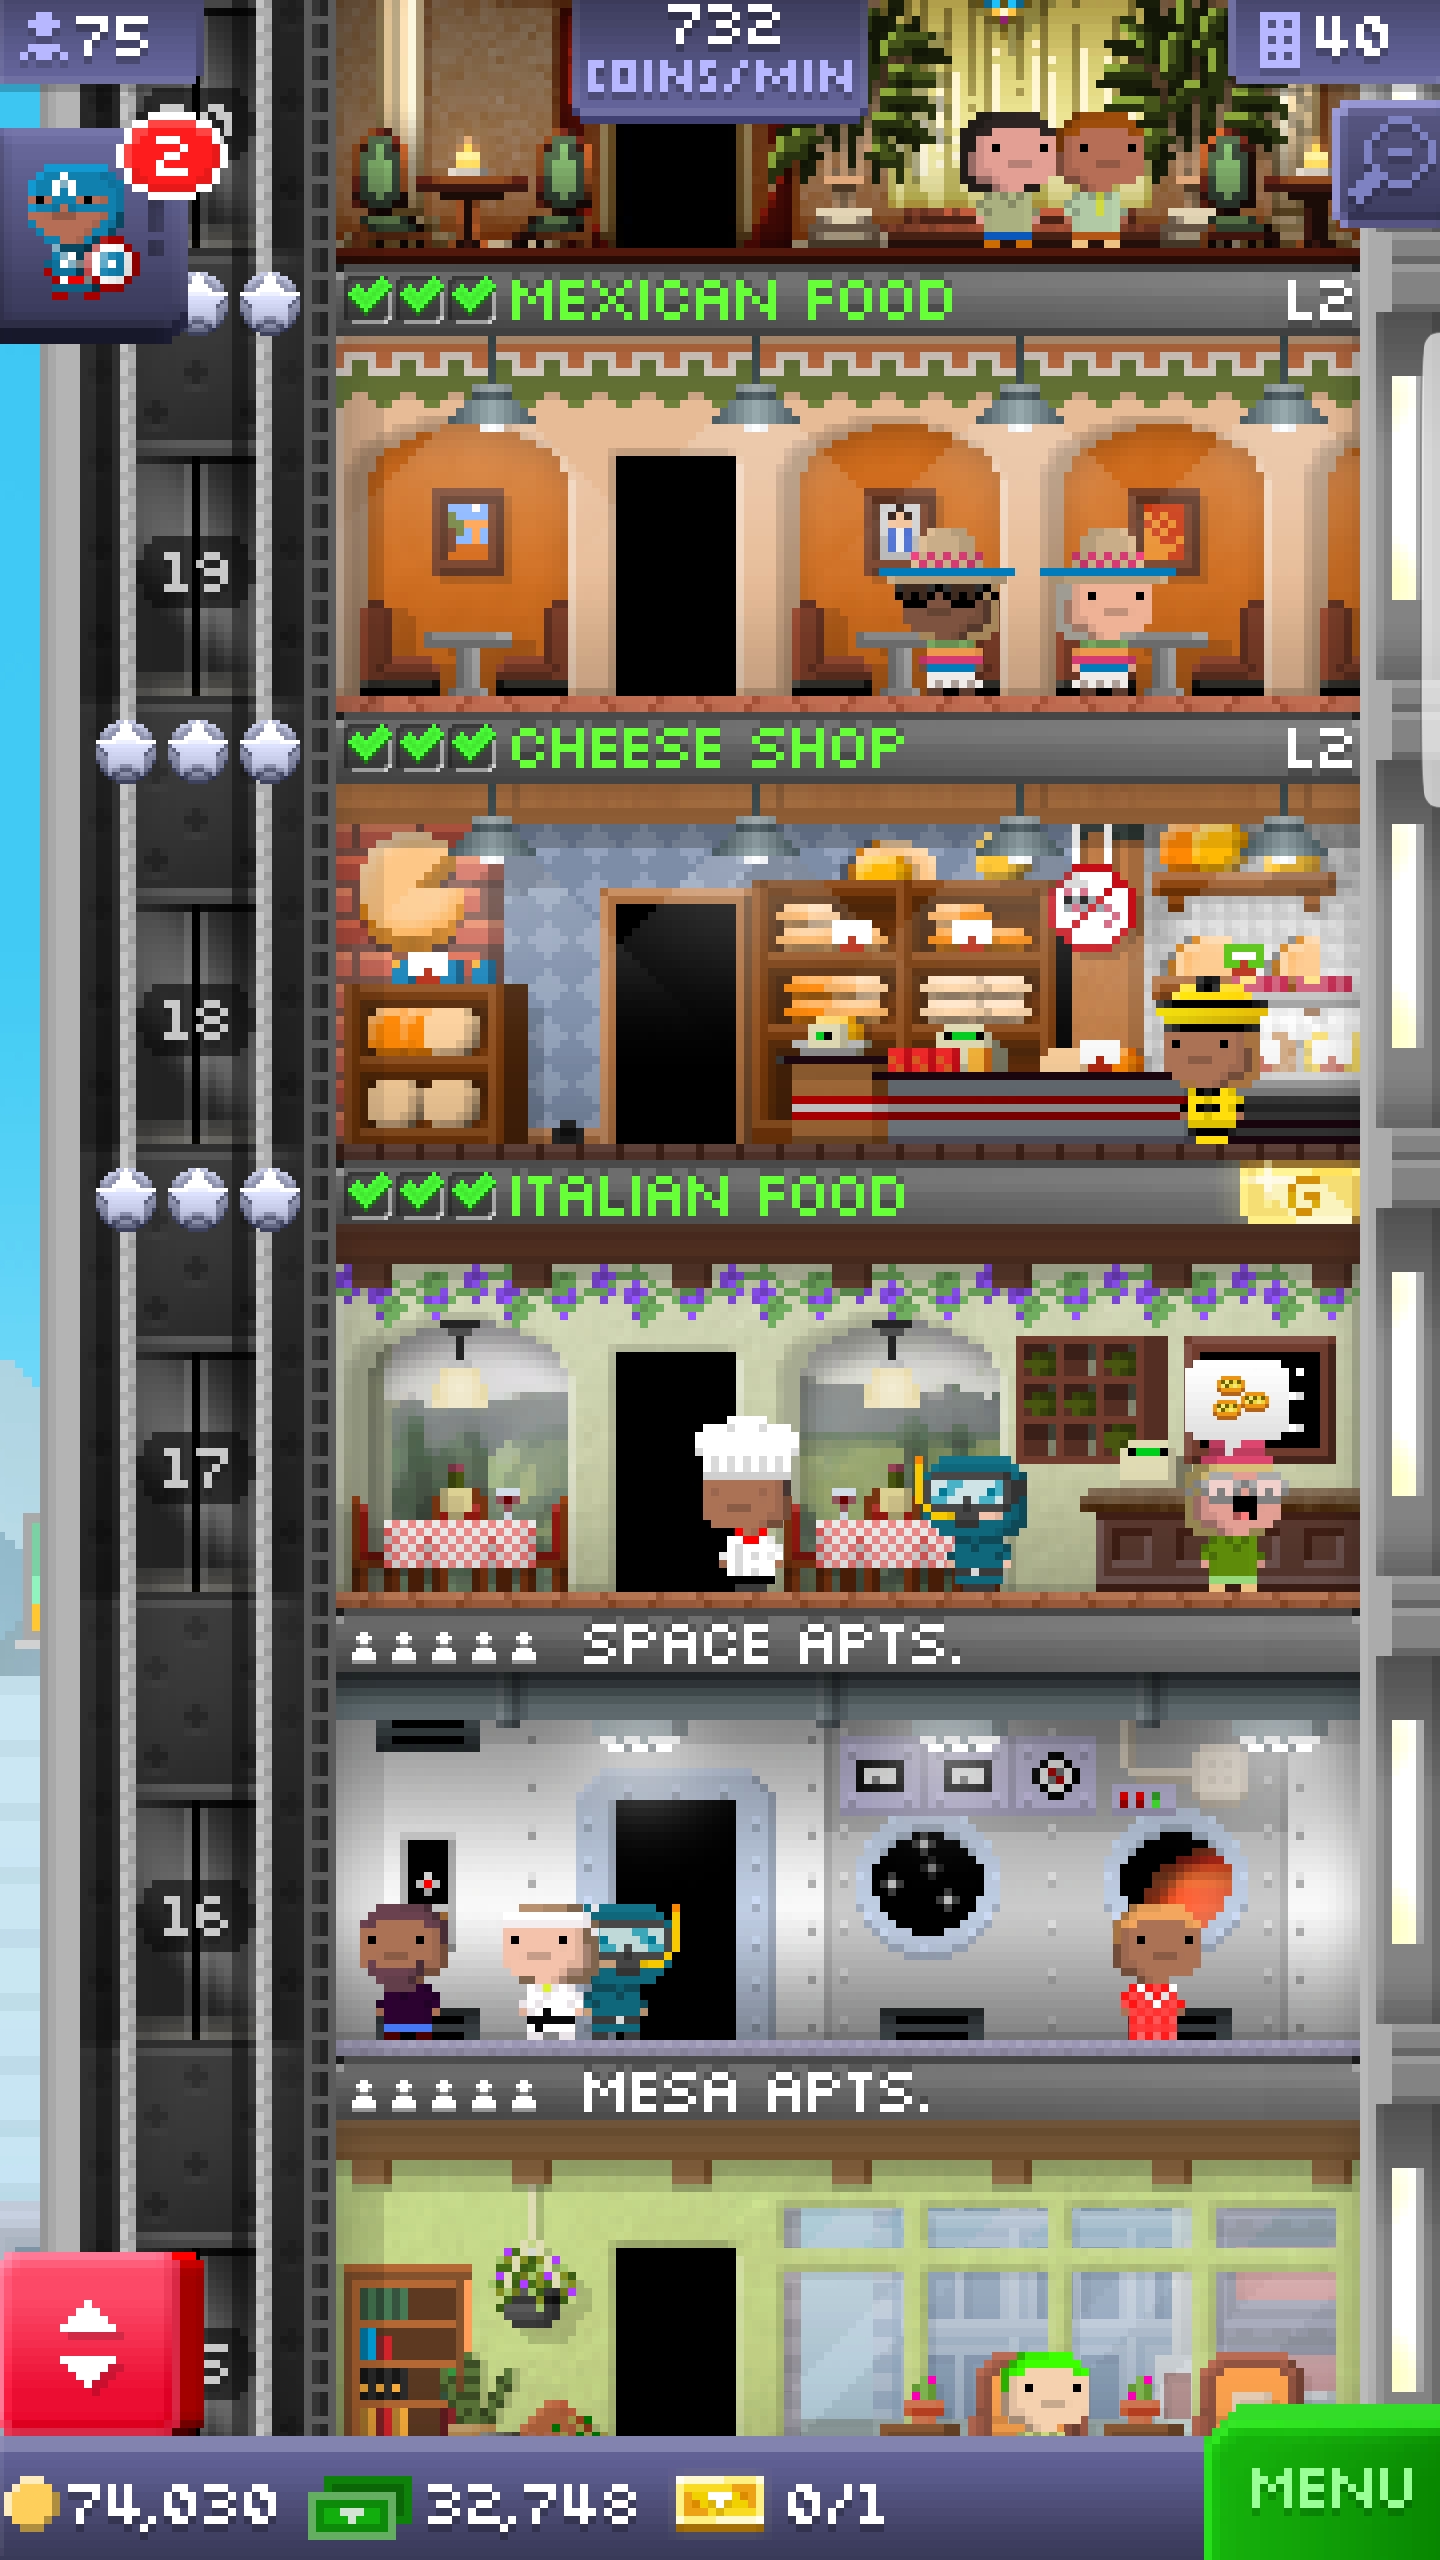 75
732
COINS/MIN
40
2
MEXICAN FOOD
L2
19
CHEESE SHOP
L2
18
ITALIAN FOOD
G
17
SPACE APTS.
16
MESA APTS.
5
74,030
32,748
0/1
MENU